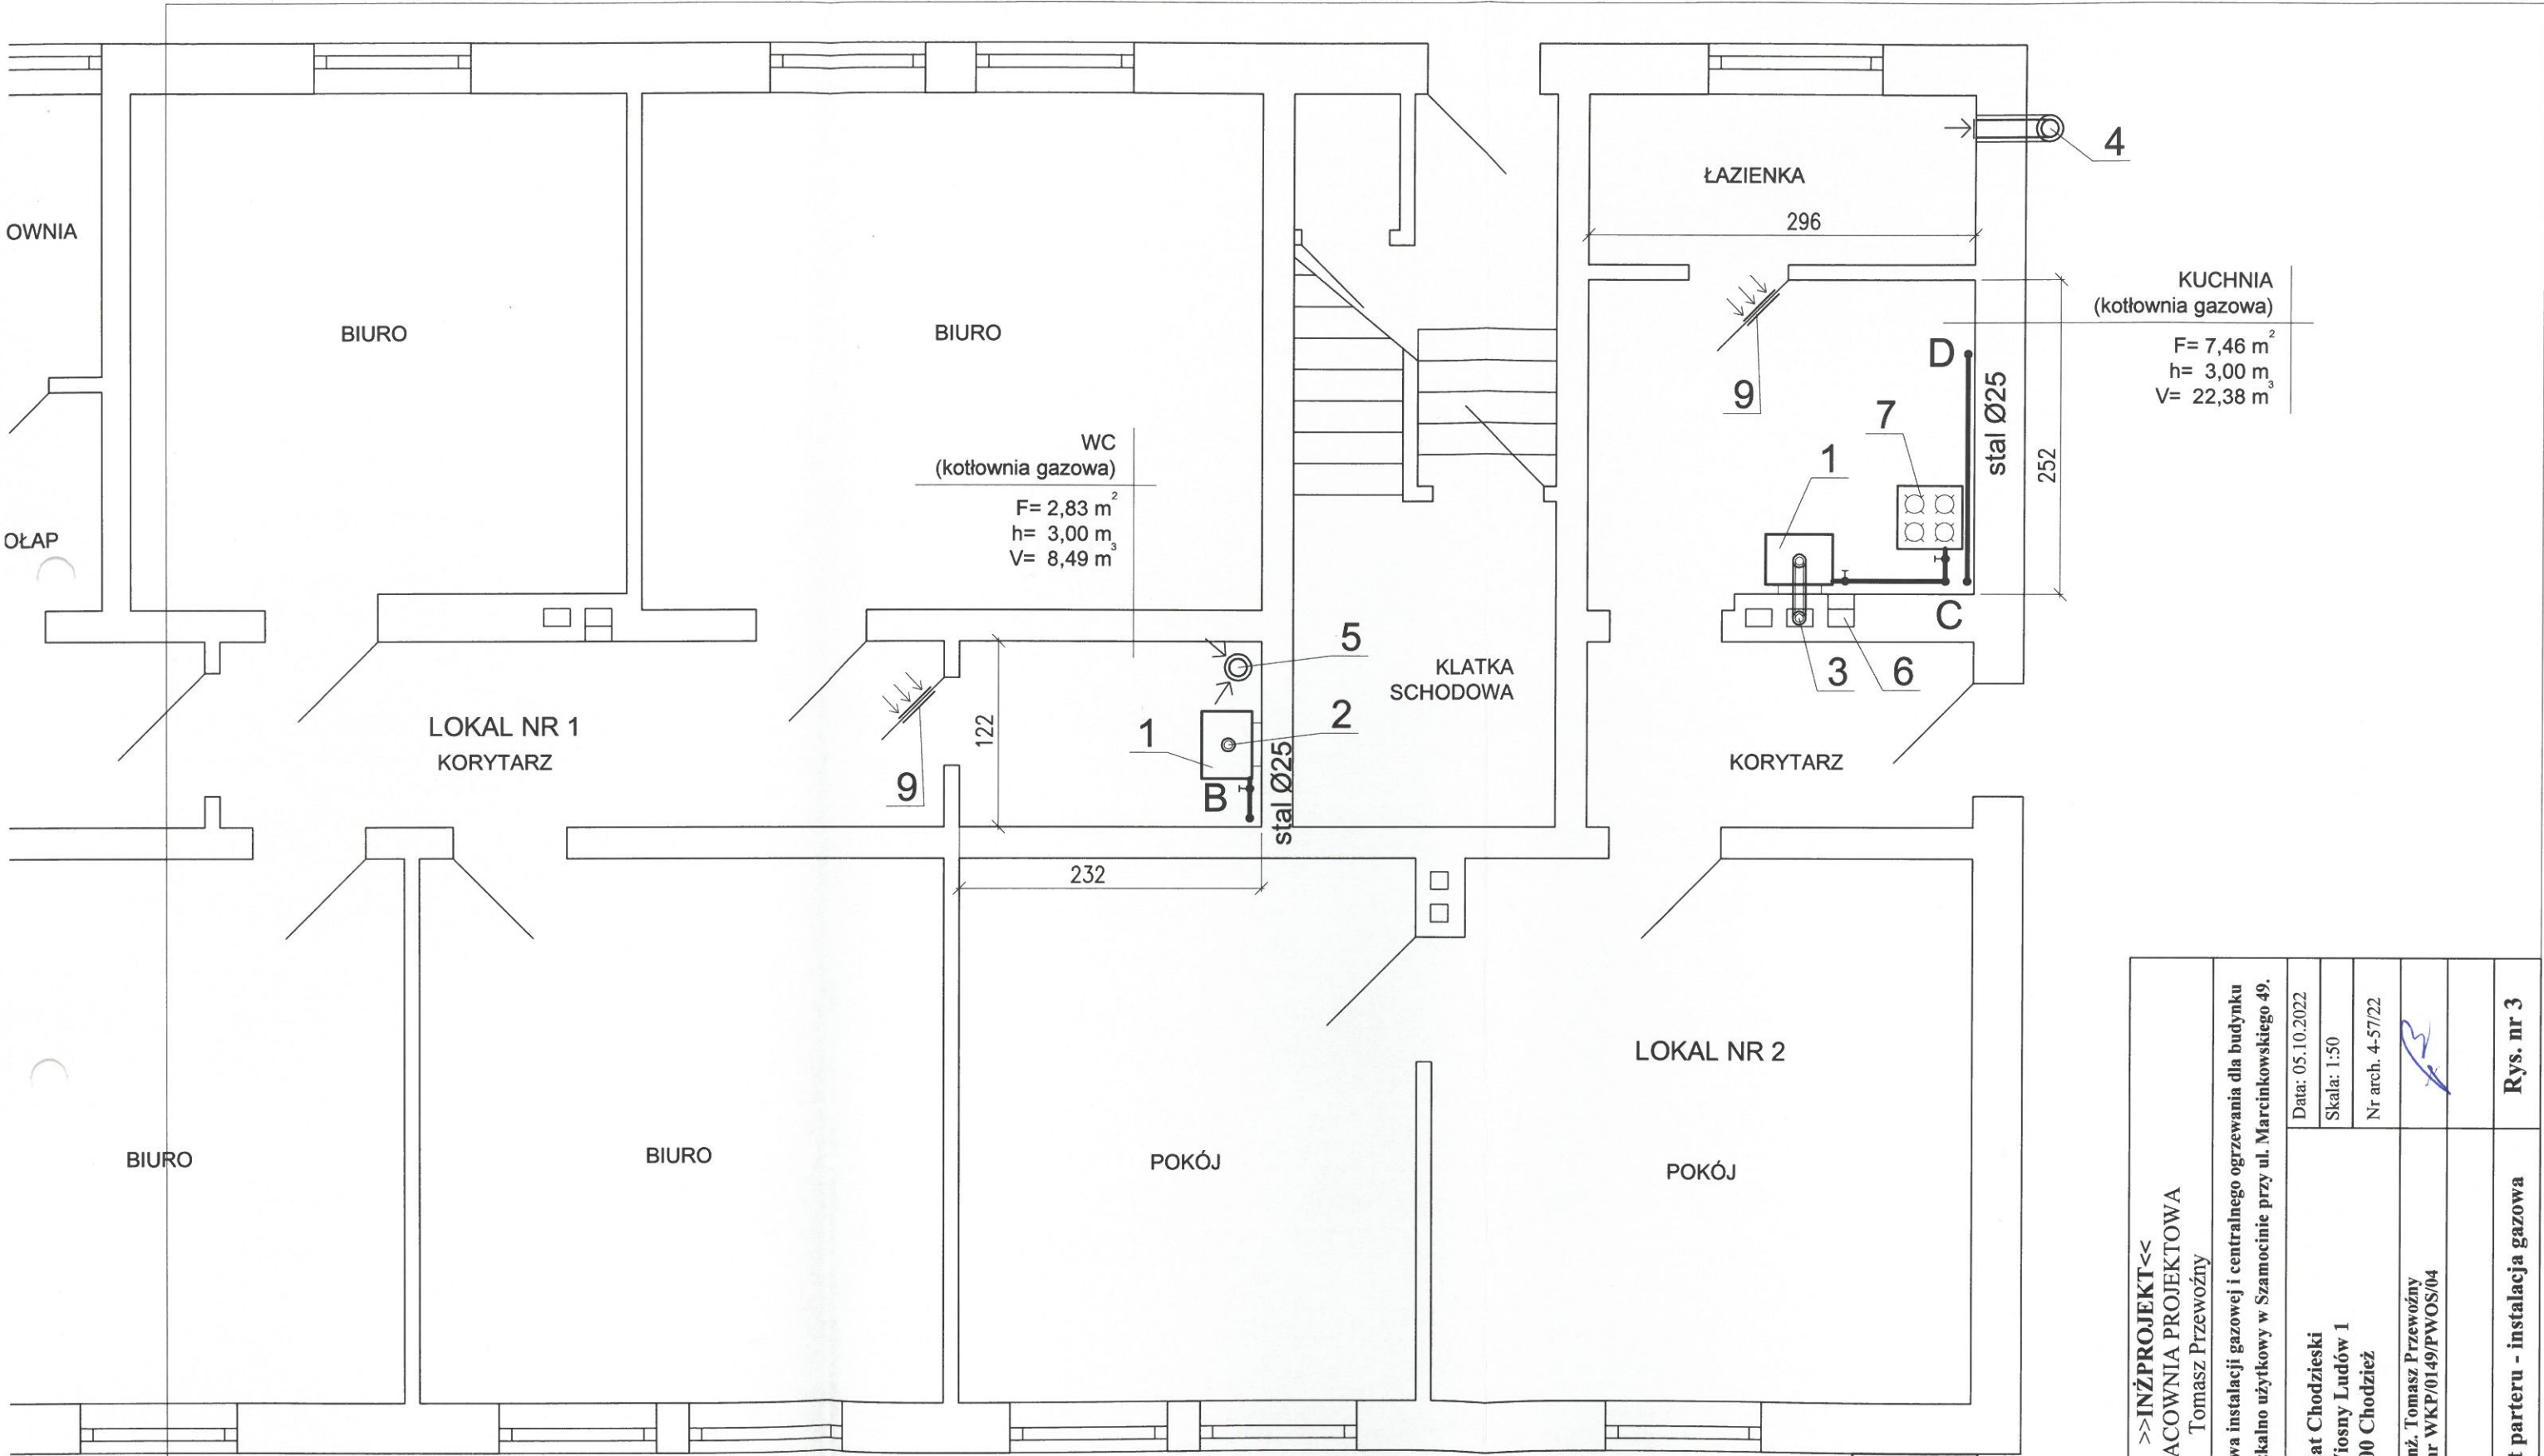 ŁAZIENKA
296
4
OWNIA
BIURO
BIURO
KUCHNIA
(kotłownia gazowa)
F= 7,46 m²
h= 3,00 m
V= 22,38 m³
D
9
7
stal Ø25
252
1
WC
(kotłownia gazowa)
F= 2,83 m²
h= 3,00 m
V= 8,49 m³
OŁAP
C
5
KLATKA
SCHODOWA
3
6
LOKAL NR 1
KORYTARZ
122
1
2
9
B
stal Ø25
KORYTARZ
232
LOKAL NR 2
BIURO
BIURO
POKÓJ
POKÓJ
>>INŻPROJEKT<<
ACOWNIA PROJEKTOWA
Tomasz Przewoźny
wa instalacji gazowej i centralnego ogrzewania dla budynku
kalno użytkowy w Szamocinie przy ul. Marcinkowskiego 49.
Data: 05.10.2022
Skala: 1:50
Nr arch. 4-57/22
at Chodzieski
Wiosny Ludów 1
00 Chodzież
nż. Tomasz Przewoźny
nr WKP/0149/PWOS/04
t parteru - instalacja gazowa
Rys. nr 3